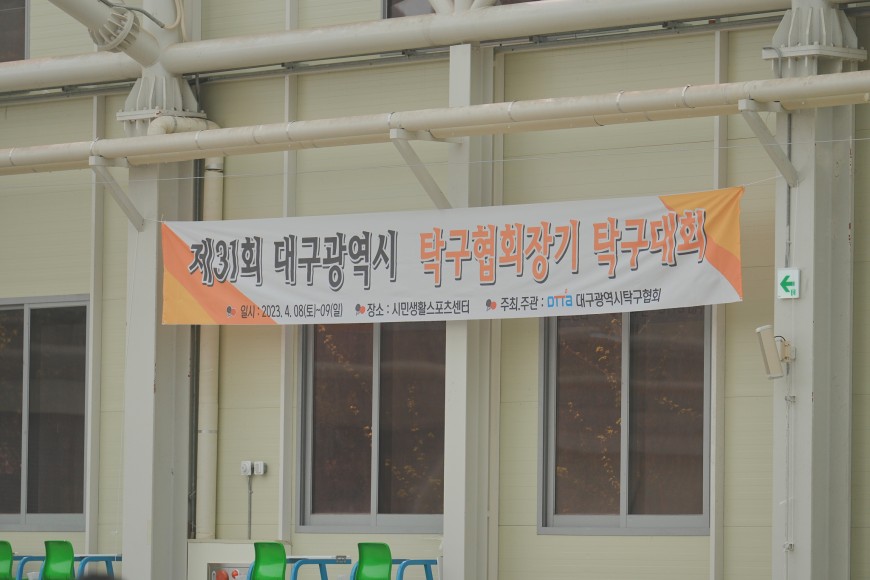 제31회 대구광역시 탁구협회장기 탁구대회
일시 : 2023. 4. 08(토)~09(일) 장소 : 시민생활스포츠센터 주최.주관 : DTTA 대구광역시탁구협회